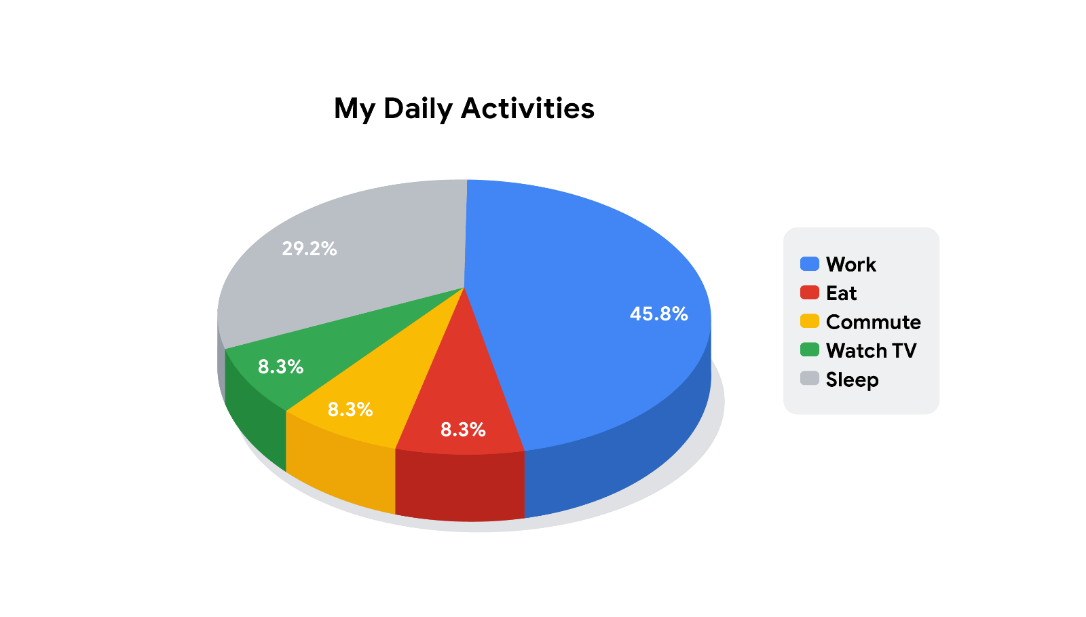 My Daily Activities
29.2%
45.8%
8.3%
8.3%
8.3%
Work
Eat
Commute
Watch TV
Sleep